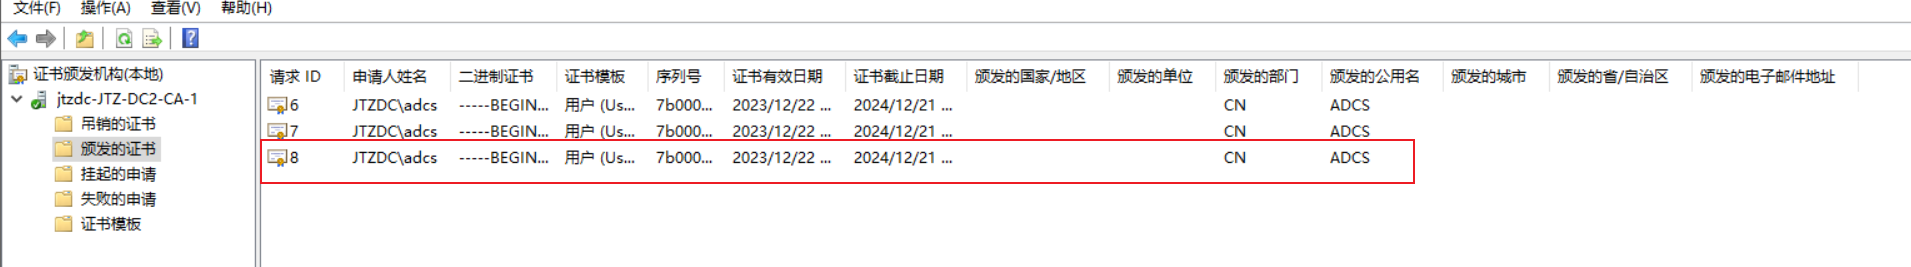 文件(F) 操作(A) 查看(V) 帮助(H)
证书颁发机构(本地)
jtzdc-JTZ-DC2-CA-1
吊销的证书
颁发的证书
挂起的申请
失败的申请
证书模板
请求 ID 申请人姓名 二进制证书 证书模板 序列号 证书有效日期 证书截止日期 颁发的国家/地区 颁发的单位 颁发的部门 颁发的公用名 颁发的城市 颁发的省/自治区 颁发的电子邮件地址
6 JTZDC\adcs -----BEGIN... 用户 (Us... 7b000... 2023/12/22 ... 2024/12/21 ... CN ADCS
7 JTZDC\adcs -----BEGIN... 用户 (Us... 7b000... 2023/12/22 ... 2024/12/21 ... CN ADCS
8 JTZDC\adcs -----BEGIN... 用户 (Us... 7b000... 2023/12/22 ... 2024/12/21 ... CN ADCS